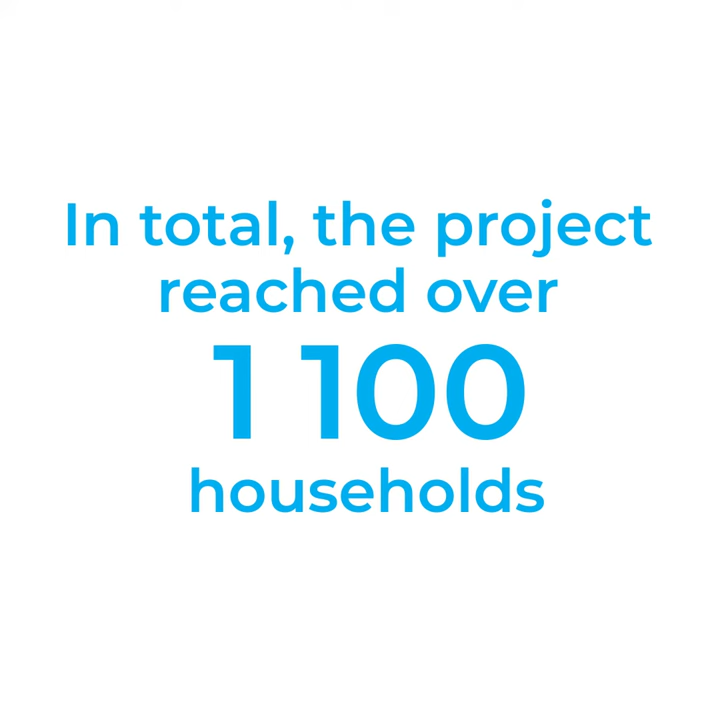 In total, the project
reached over
1 100
households